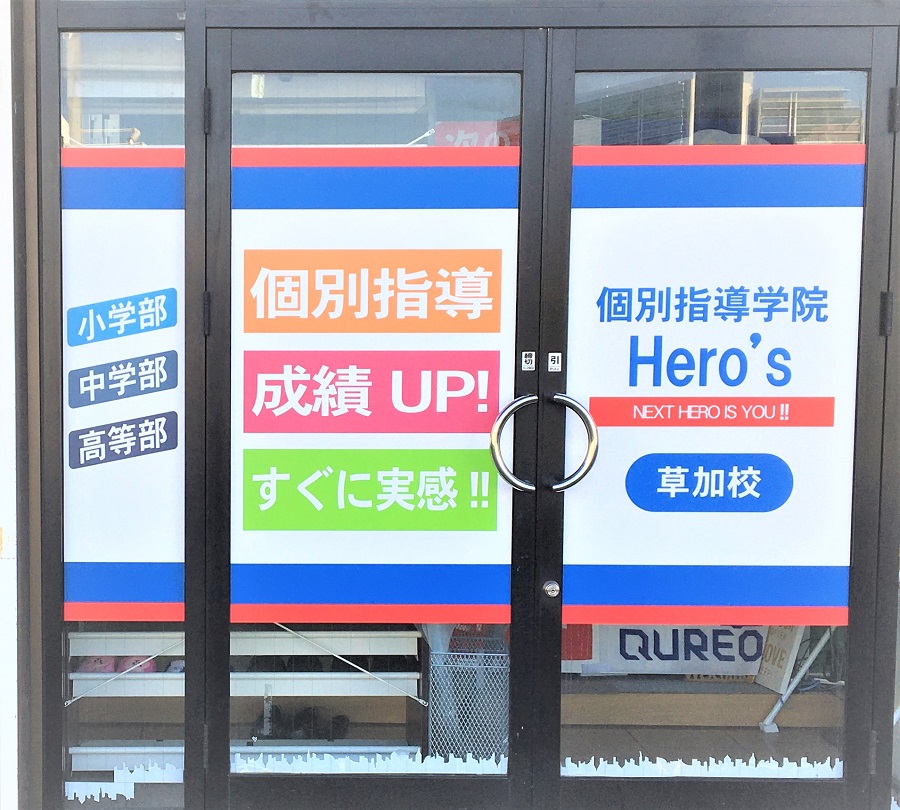 小学部
中学部
高等部
個別指導
成績 UP!
すぐに実感!!
個別指導学院
Hero's
NEXT HERO IS YOU!!
草加校
締切
引
次の
QUREO